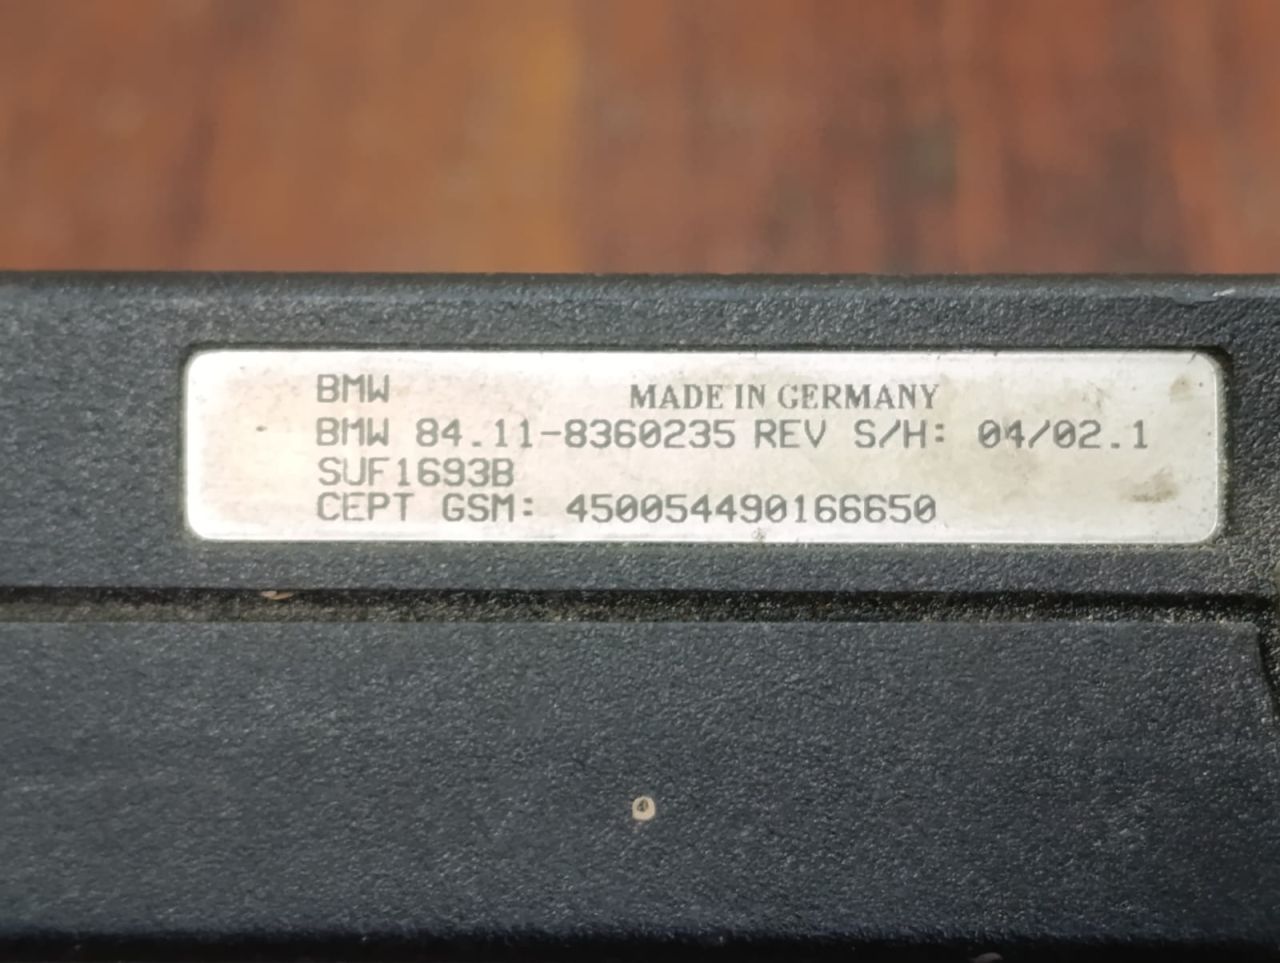 BMW MADE IN GERMANY
BMW 84.11-8360235 REV S/H: 04/02.1
SUF1693B
CEPT GSM: 450054490166650